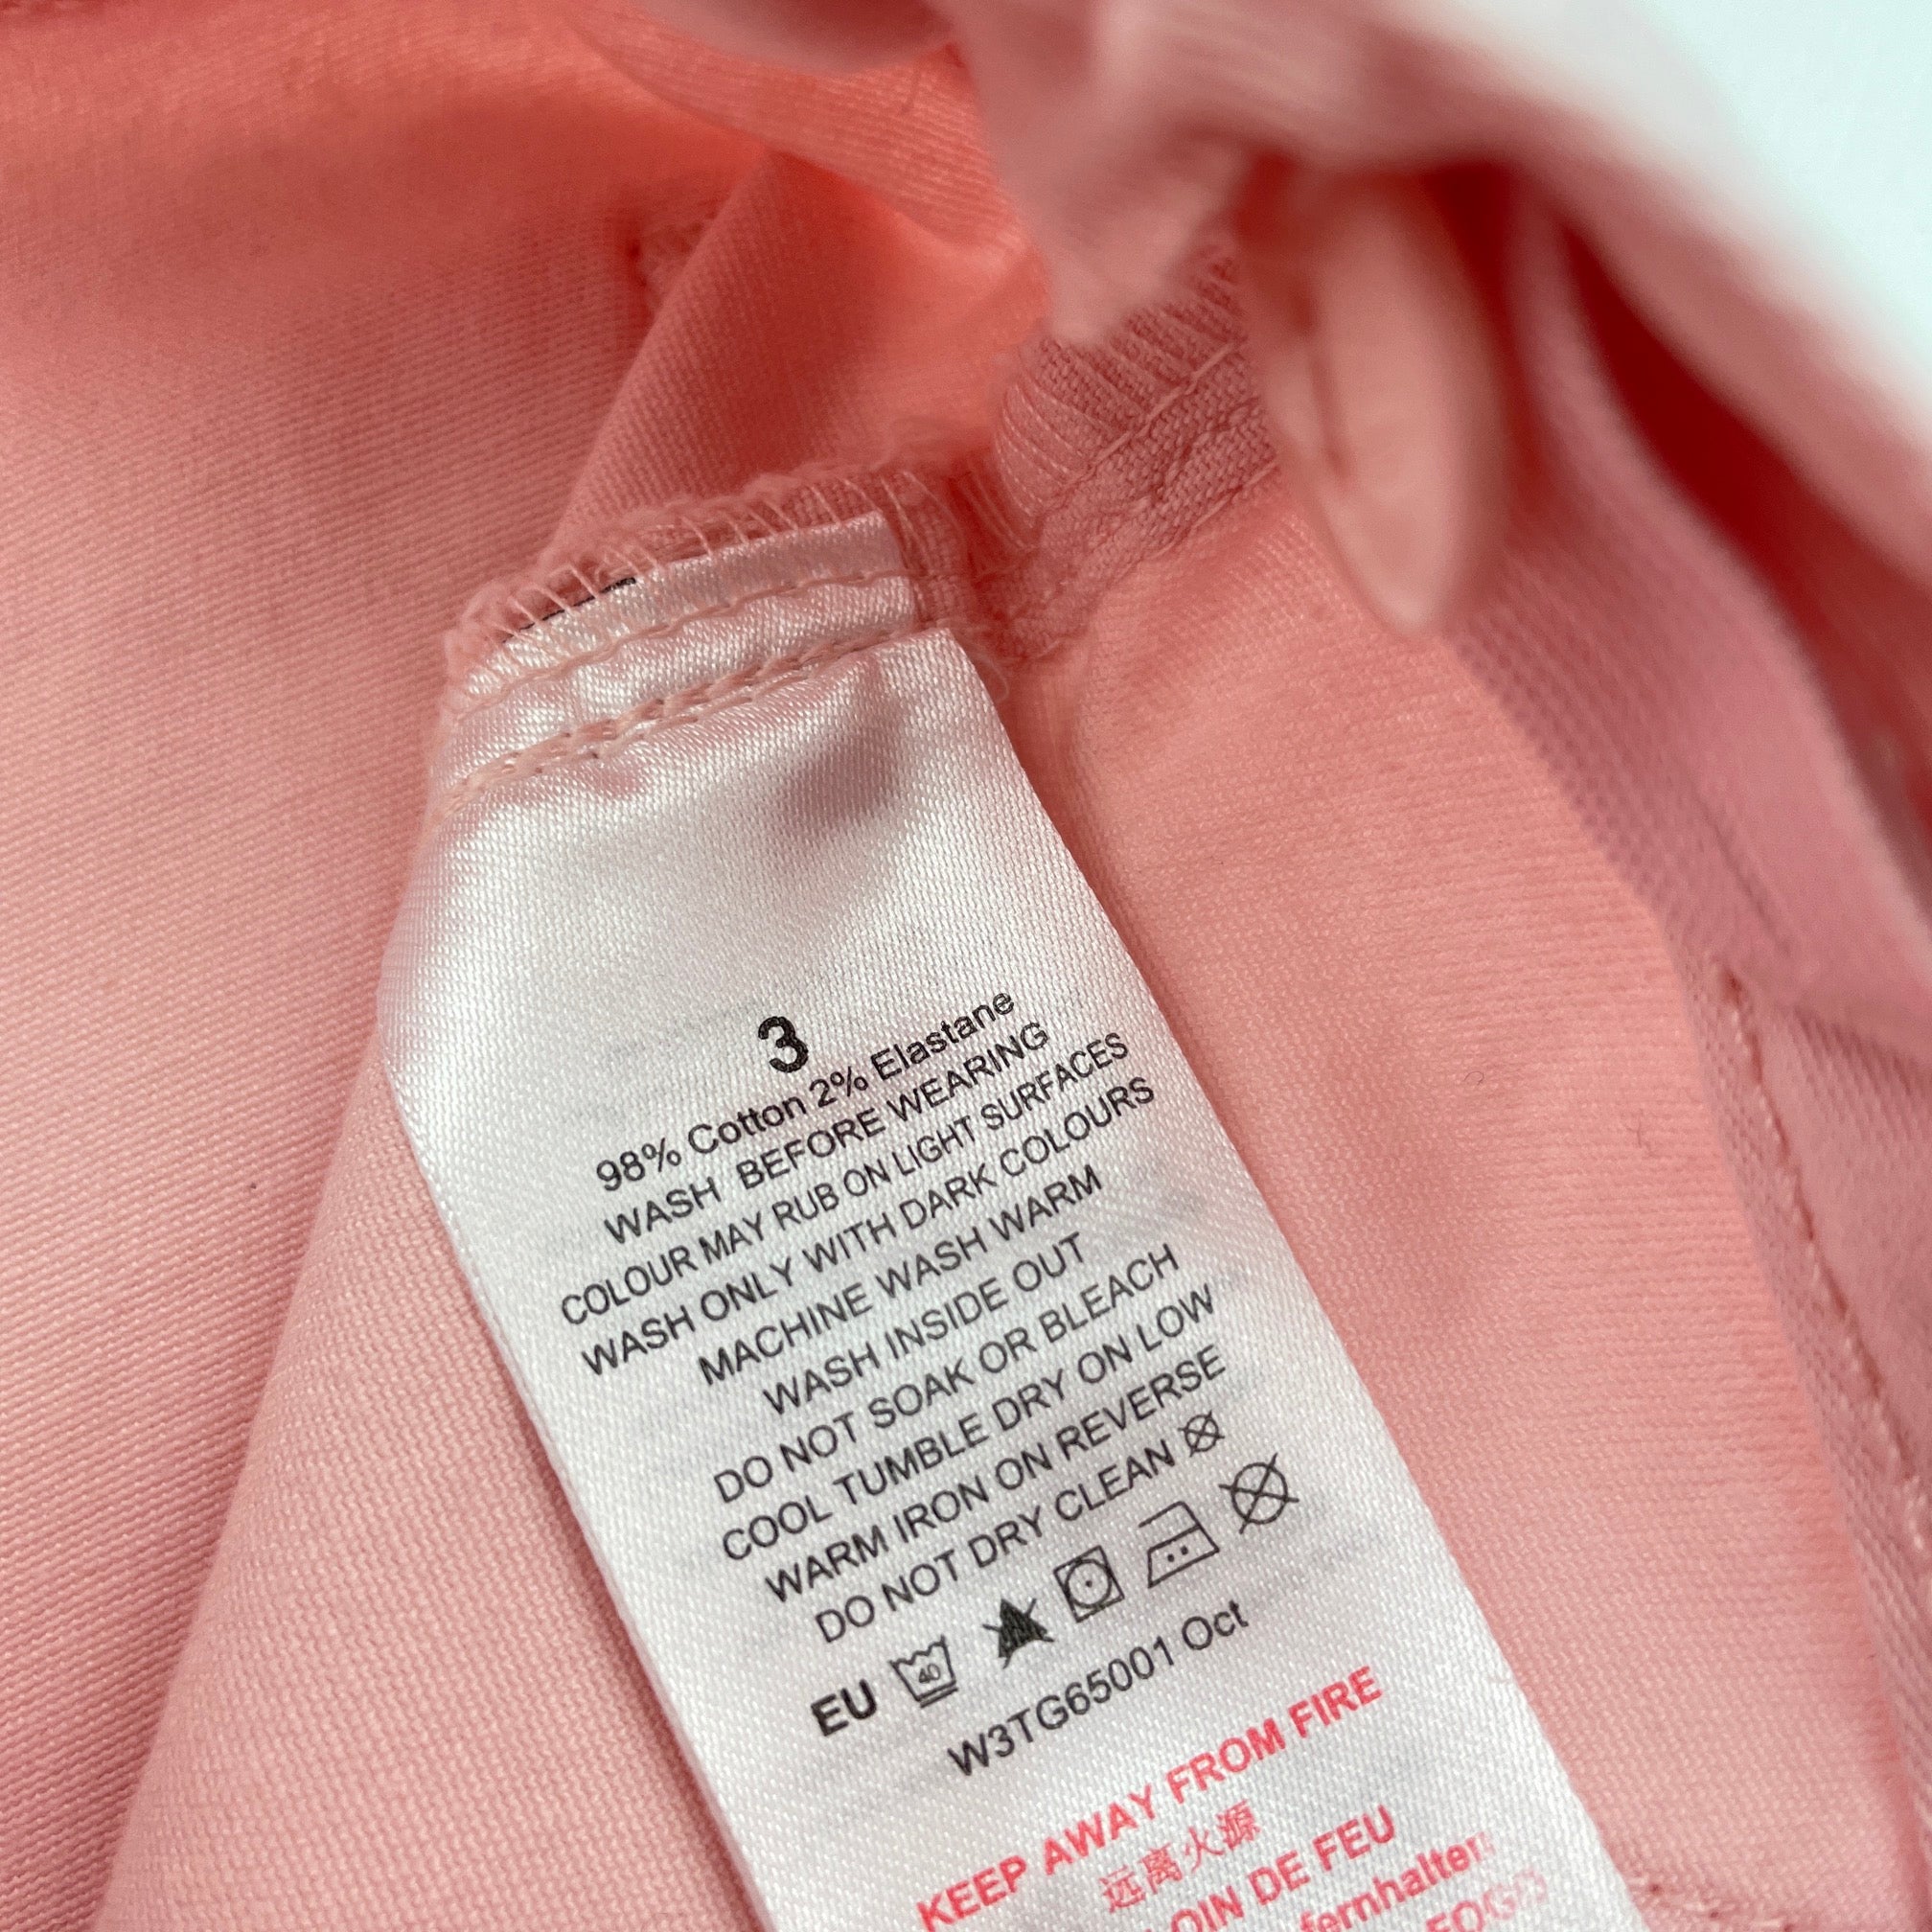 3
98% Cotton 2% Elastane
WASH BEFORE WEARING
COLOUR MAY RUB ON LIGHT SURFACES
WASH ONLY WITH DARK COLOURS
MACHINE WASH WARM
WASH INSIDE OUT
DO NOT SOAK OR BLEACH
COOL TUMBLE DRY ON LOW
WARM IRON ON REVERSE
DO NOT DRY CLEAN
EU 40
W3TG65001 Oct
KEEP AWAY FROM FIRE
远离火源
LOIN DE FEU
fernhalten